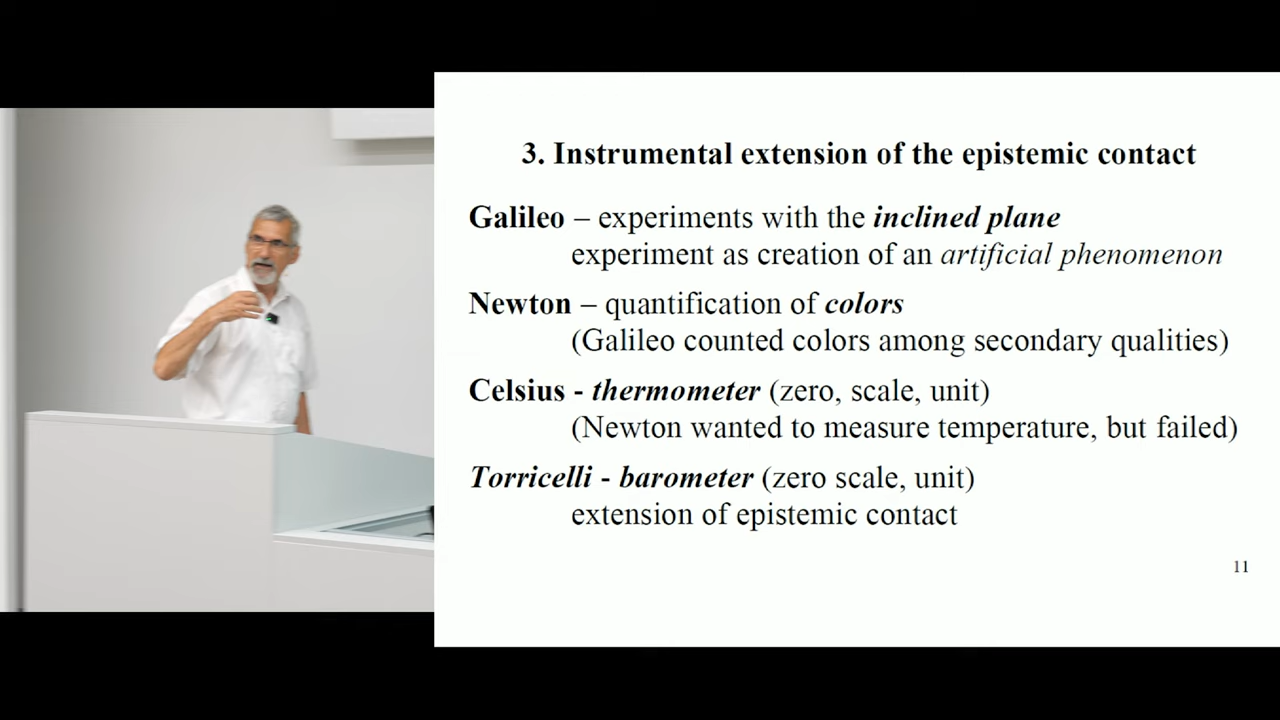 3. Instrumental extension of the epistemic contact
Galileo – experiments with the inclined plane
experiment as creation of an artificial phenomenon
Newton – quantification of colors
(Galileo counted colors among secondary qualities)
Celsius - thermometer (zero, scale, unit)
(Newton wanted to measure temperature, but failed)
Torricelli - barometer (zero scale, unit)
extension of epistemic contact
11